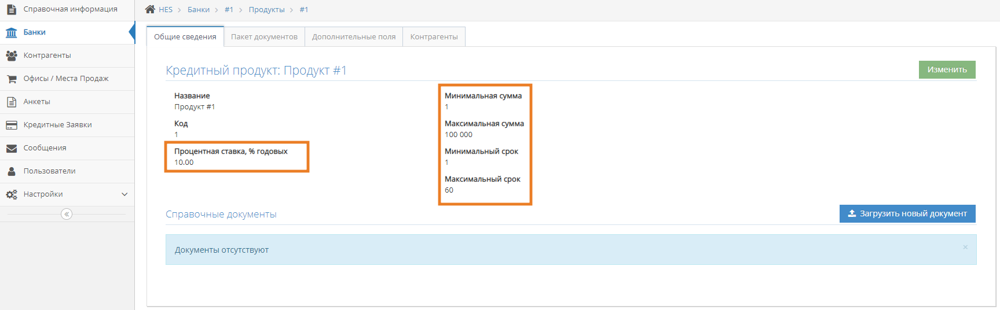 Справочная информация
Банки
Контрагенты
Офисы / Места Продаж
Анкеты
Кредитные Заявки
Сообщения
Пользователи
Настройки
HES > Банки > #1 > Продукты > #1
Общие сведения Пакет документов Дополнительные поля Контрагенты
Кредитный продукт: Продукт #1
Изменить
Название
Продукт #1
Код
1
Процентная ставка, % годовых
10.00
Минимальная сумма
1
Максимальная сумма
100 000
Минимальный срок
1
Максимальный срок
60
Справочные документы
Загрузить новый документ
Документы отсутствуют
×